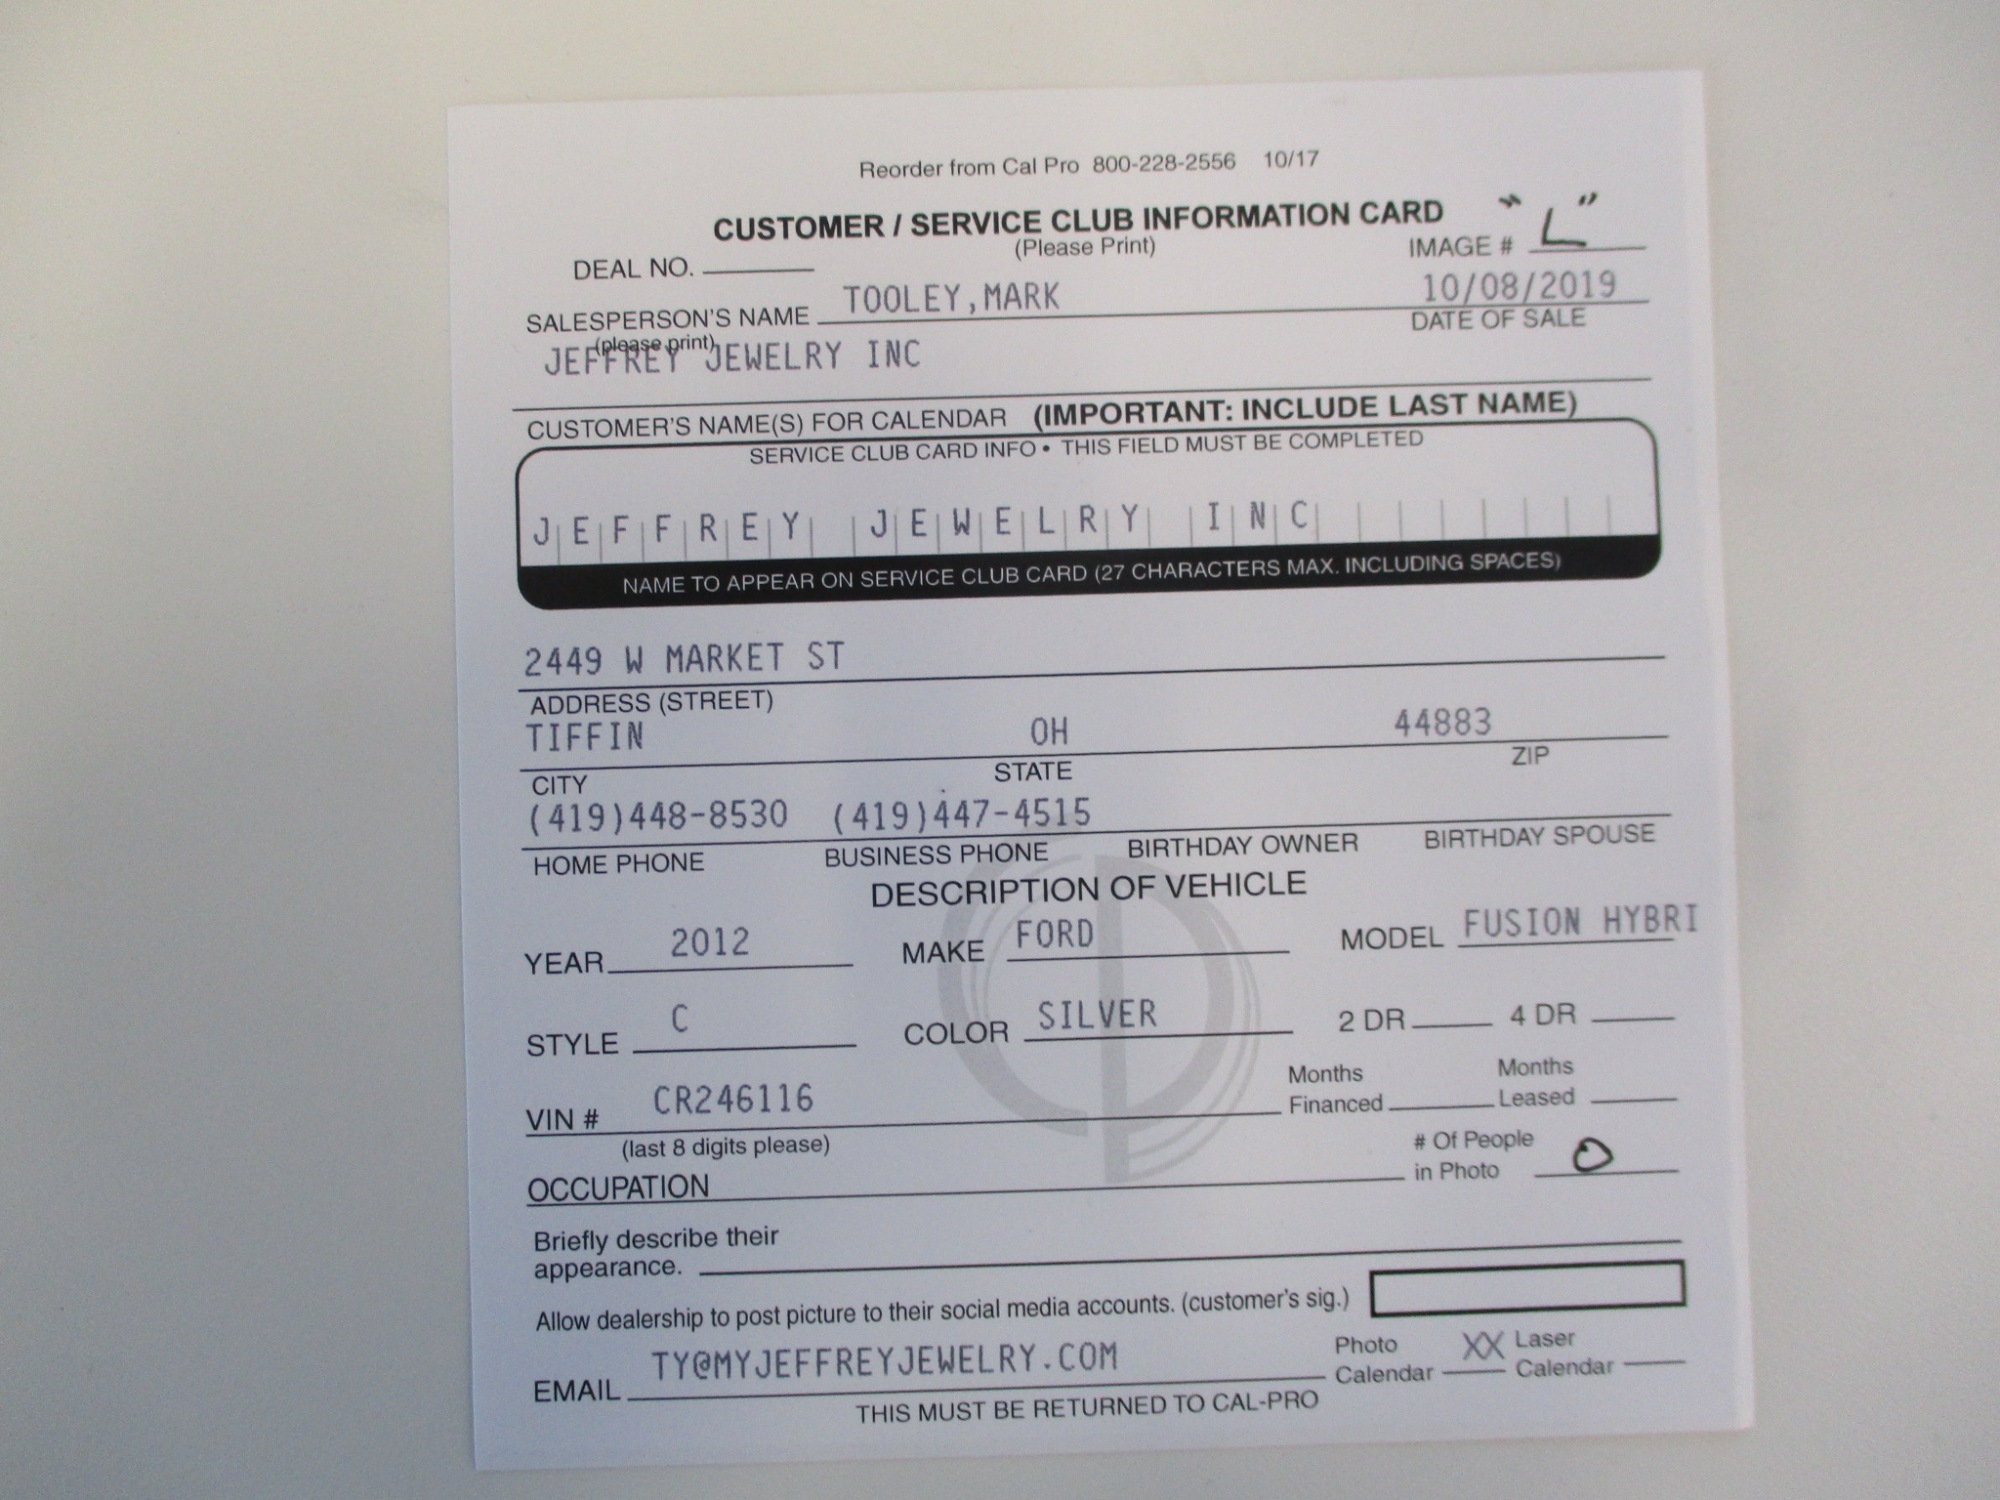 Reorder from Cal Pro 800-228-2556 10/17
CUSTOMER / SERVICE CLUB INFORMATION CARD
(Please Print)
IMAGE # "L"
DEAL NO.
SALESPERSON'S NAME TOOLEY,MARK 10/08/2019
(please print) DATE OF SALE
JEFFREY JEWELRY INC
CUSTOMER'S NAME(S) FOR CALENDAR (IMPORTANT: INCLUDE LAST NAME)
SERVICE CLUB CARD INFO • THIS FIELD MUST BE COMPLETED
JEFFREY JEWELRY INC
NAME TO APPEAR ON SERVICE CLUB CARD (27 CHARACTERS MAX. INCLUDING SPACES)
2449 W MARKET ST
ADDRESS (STREET)
TIFFIN OH 44883
CITY STATE ZIP
(419)448-8530 (419)447-4515
HOME PHONE BUSINESS PHONE BIRTHDAY OWNER BIRTHDAY SPOUSE
DESCRIPTION OF VEHICLE
YEAR 2012 MAKE FORD MODEL FUSION HYBRI
STYLE C COLOR SILVER 2 DR 4 DR
VIN # CR246116 Months Financed Months Leased
(last 8 digits please)
OCCUPATION # Of People in Photo 0
Briefly describe their
appearance.
Allow dealership to post picture to their social media accounts. (customer's sig.)
EMAIL TY@MYJEFFREYJEWELRY.COM Photo Calendar XX Laser Calendar
THIS MUST BE RETURNED TO CAL-PRO